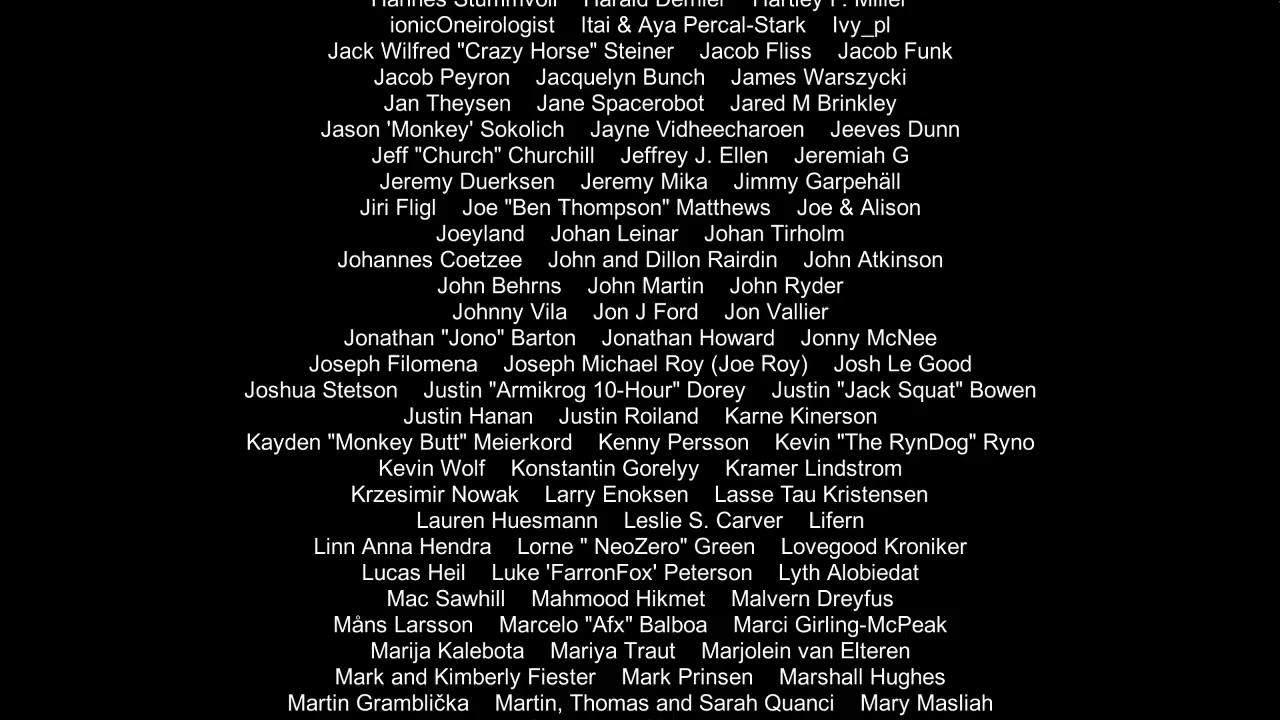 Hannes Stummvoll Harald Demler Hartley P. Miller
ionicOneirologist Itai & Aya Percal-Stark Ivy_pl
Jack Wilfred "Crazy Horse" Steiner Jacob Fliss Jacob Funk
Jacob Peyron Jacquelyn Bunch James Warszycki
Jan Theysen Jane Spacerobot Jared M Brinkley
Jason 'Monkey' Sokolich Jayne Vidheecharoen Jeeves Dunn
Jeff "Church" Churchill Jeffrey J. Ellen Jeremiah G
Jeremy Duerksen Jeremy Mika Jimmy Garpehäll
Jiri Fligl Joe "Ben Thompson" Matthews Joe & Alison
Joeyland Johan Leinar Johan Tirholm
Johannes Coetzee John and Dillon Rairdin John Atkinson
John Behrns John Martin John Ryder
Johnny Vila Jon J Ford Jon Vallier
Jonathan "Jono" Barton Jonathan Howard Jonny McNee
Joseph Filomena Joseph Michael Roy (Joe Roy) Josh Le Good
Joshua Stetson Justin "Armikrog 10-Hour" Dorey Justin "Jack Squat" Bowen
Justin Hanan Justin Roiland Karne Kinerson
Kayden "Monkey Butt" Meierkord Kenny Persson Kevin "The RynDog" Ryno
Kevin Wolf Konstantin Gorelyy Kramer Lindstrom
Krzesimir Nowak Larry Enoksen Lasse Tau Kristensen
Lauren Huesmann Leslie S. Carver Lifern
Linn Anna Hendra Lorne " NeoZero" Green Lovegood Kroniker
Lucas Heil Luke 'FarronFox' Peterson Lyth Alobiedat
Mac Sawhill Mahmood Hikmet Malvern Dreyfus
Måns Larsson Marcelo "Afx" Balboa Marci Girling-McPeak
Marija Kalebota Mariya Traut Marjolein van Elteren
Mark and Kimberly Fiester Mark Prinsen Marshall Hughes
Martin Gramblička Martin, Thomas and Sarah Quanci Mary Masliah